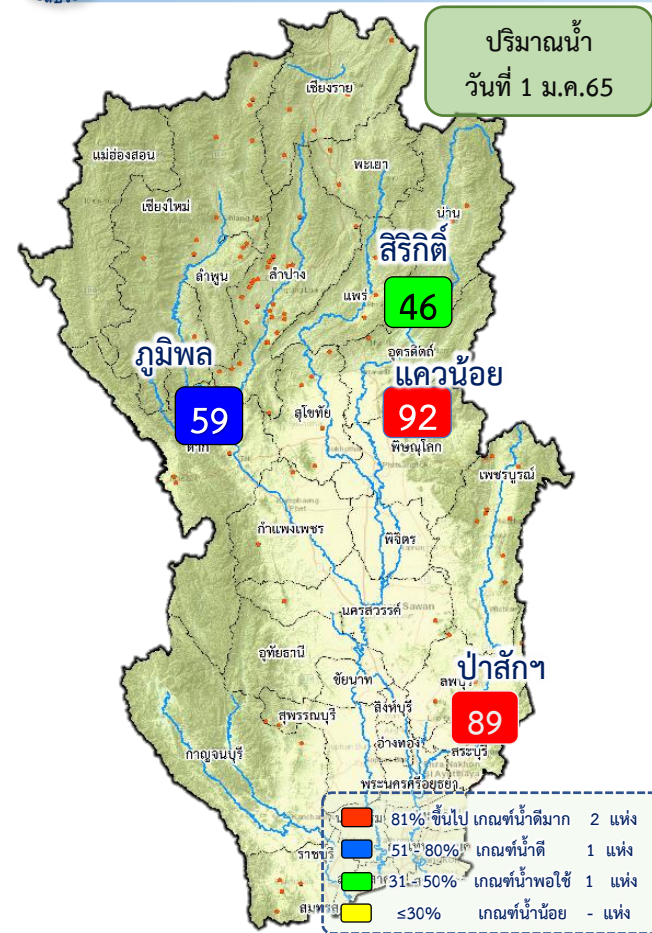 ปริมาณน้ำ
วันที่ 1 ม.ค.65
เชียงราย
แม่ฮ่องสอน
พะเยา
เชียงใหม่
น่าน
สิริกิติ์
ลำพูน
ลำปาง
แพร่
46
อุตรดิตถ์
ภูมิพล
แควน้อย
59
สุโขทัย
92
ตาก
พิษณุโลก
เพชรบูรณ์
กำแพงเพชร
พิจิตร
นครสวรรค์
Sawan
อุทัยธานี
ป่าสักฯ
ชัยนาท
ลพบุรี
สุพรรณบุรี
สิงห์บุรี
89
อ่างทอง
กาญจนบุรี
สระบุรี
พระนครศรีอยุธยา
81% ขึ้นไป เกณฑ์น้ำดีมาก 2 แห่ง
51 - 80% เกณฑ์น้ำดี 1 แห่ง
ราชบุรี
31 - 50% เกณฑ์น้ำพอใช้ 1 แห่ง
≤30% เกณฑ์น้ำน้อย - แห่ง